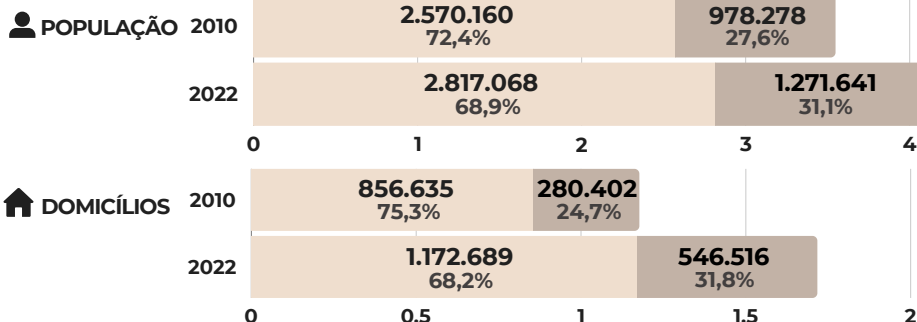 POPULAÇÃO 2010
2.570.160 978.278
72,4% 27,6%
2022
2.817.068 1.271.641
68,9% 31,1%
0 1 2 3 4
DOMICÍLIOS 2010
856.635 280.402
75,3% 24,7%
2022
1.172.689 546.516
68,2% 31,8%
0 0.5 1 1.5 2